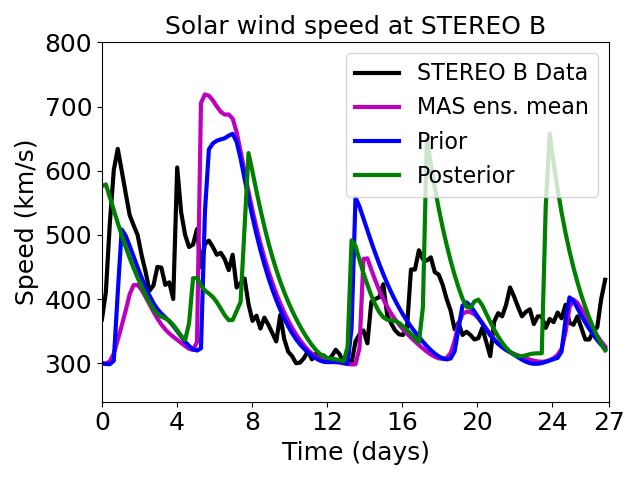 Solar wind speed at STEREO B
800
700
600
500
400
300
Speed (km/s)
STEREO B Data
MAS ens. mean
Prior
Posterior
0 4 8 12 16 20 24 27
Time (days)